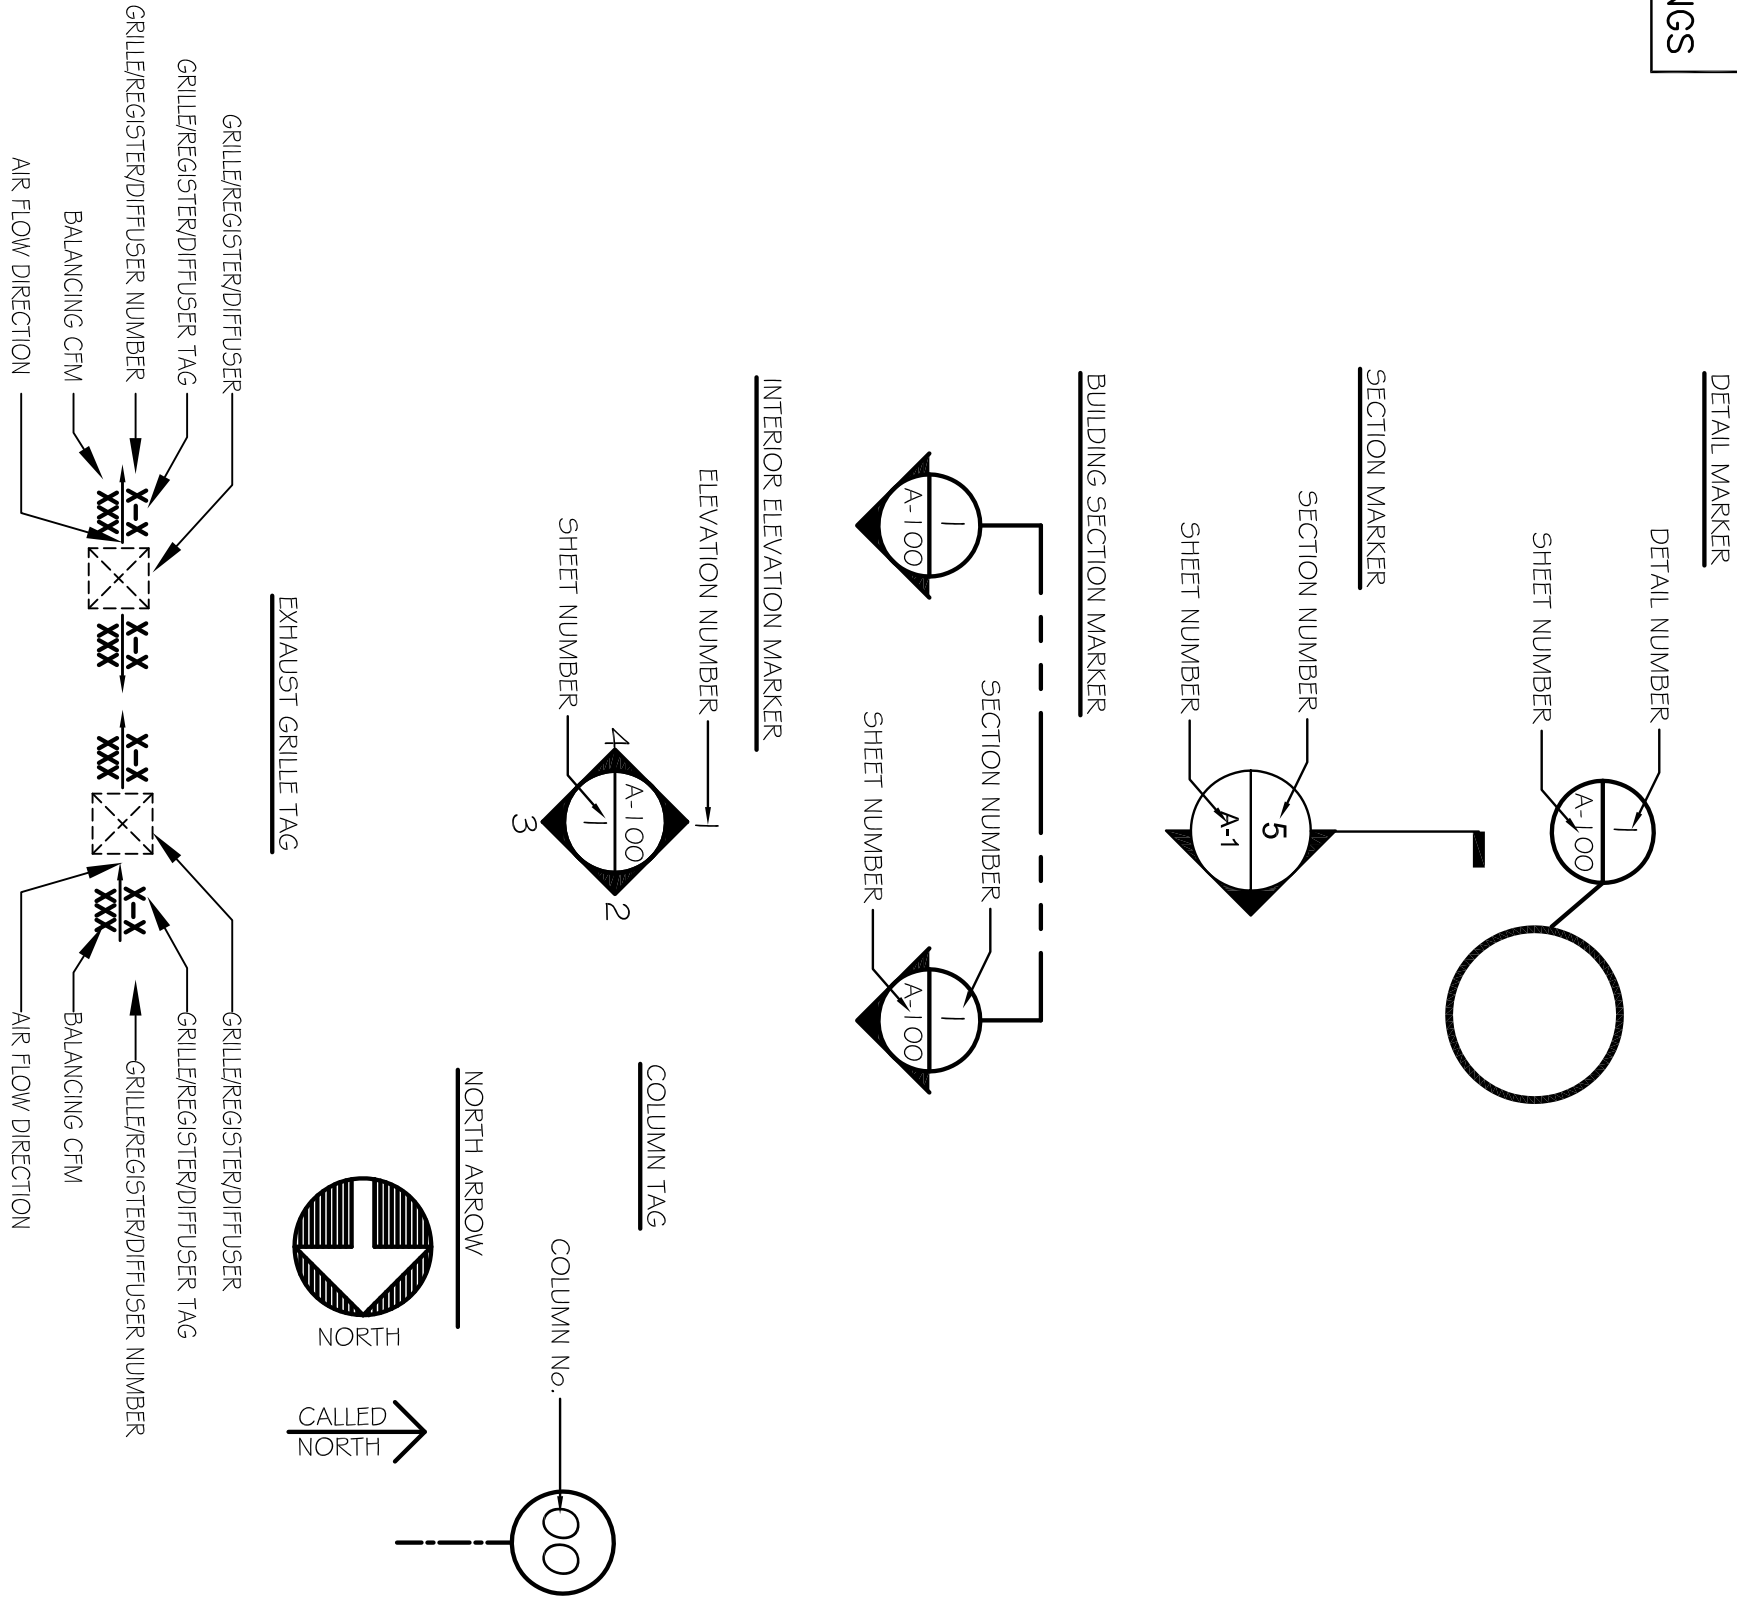 NGS
DETAIL MARKER
DETAIL NUMBER
SHEET NUMBER
1
A-100
SECTION MARKER
SECTION NUMBER
SHEET NUMBER
5
A-1
BUILDING SECTION MARKER
1
A-100
SECTION NUMBER
SHEET NUMBER
1
A-100
INTERIOR ELEVATION MARKER
ELEVATION NUMBER
SHEET NUMBER
1
4
A-100
1
2
3
COLUMN TAG
COLUMN No.
00
NORTH ARROW
NORTH
CALLED
NORTH
EXHAUST GRILLE TAG
GRILLE/REGISTER/DIFFUSER
GRILLE/REGISTER/DIFFUSER TAG
GRILLE/REGISTER/DIFFUSER NUMBER
BALANCING CFM
AIR FLOW DIRECTION
X-X
XXX
X-X
XXX
X-X
XXX
X-X
XXX
GRILLE/REGISTER/DIFFUSER
GRILLE/REGISTER/DIFFUSER TAG
GRILLE/REGISTER/DIFFUSER NUMBER
BALANCING CFM
AIR FLOW DIRECTION